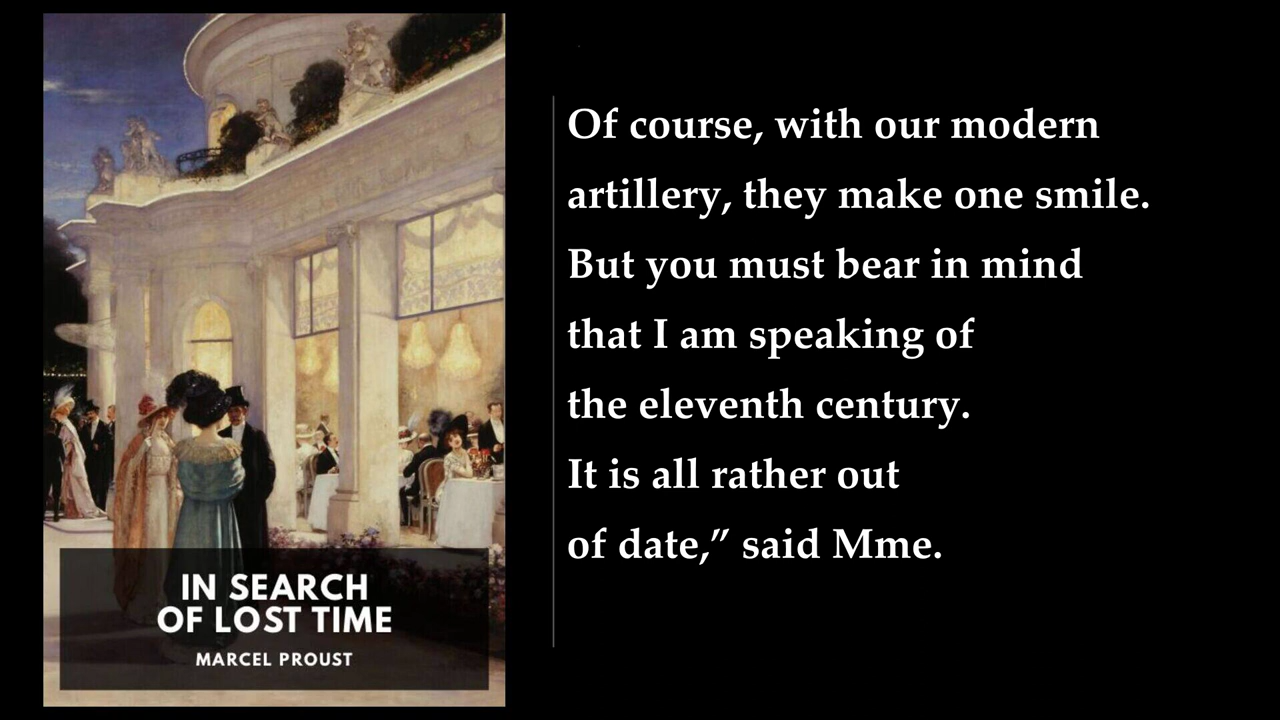 IN SEARCH
OF LOST TIME
MARCEL PROUST
Of course, with our modern
artillery, they make one smile.
But you must bear in mind
that I am speaking of
the eleventh century.
It is all rather out
of date,” said Mme.